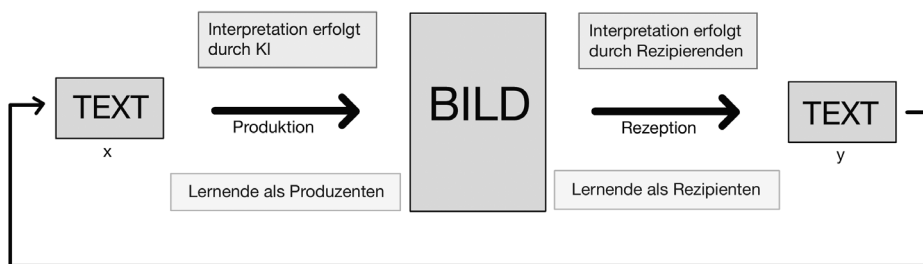 Interpretation erfolgt
durch KI
Interpretation erfolgt
durch Rezipierenden
TEXT
x
Produktion
BILD
Rezeption
TEXT
y
Lernende als Produzenten
Lernende als Rezipienten